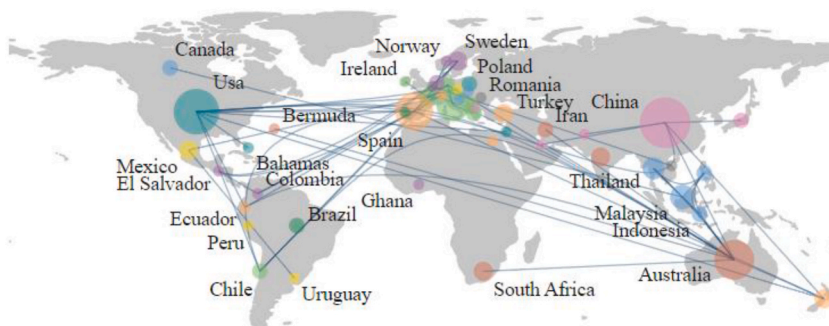 Canada
Usa
Mexico
El Salvador
Ecuador
Peru
Chile
Bermuda
Bahamas
Colombia
Brazil
Uruguay
Norway
Sweden
Ireland
Poland
Romania
Turkey
Iran
China
Spain
Ghana
Thailand
Malaysia
Indonesia
South Africa
Australia